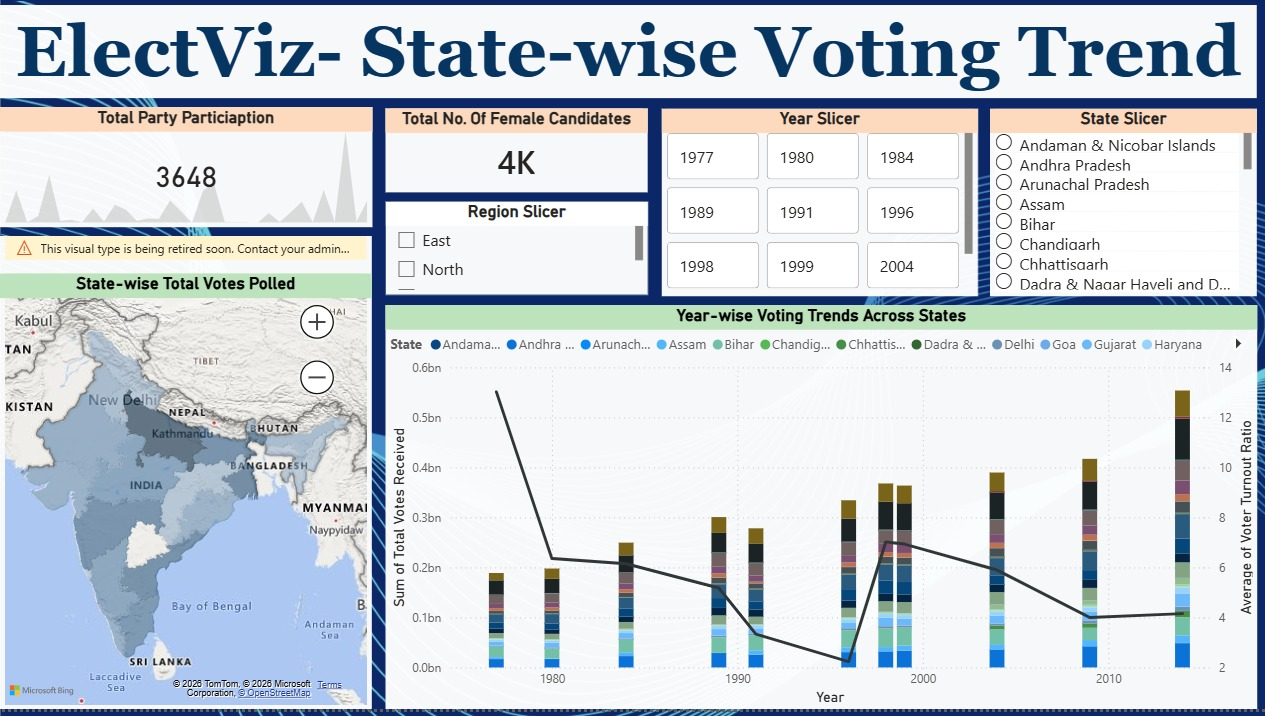 ElectViz- State-wise Voting Trend
Total Party Particiaption
3648
Total No. Of Female Candidates
4K
Region Slicer
East
North
Year Slicer
1977 1980 1984
1989 1991 1996
1998 1999 2004
State Slicer
Andaman & Nicobar Islands
Andhra Pradesh
Arunachal Pradesh
Assam
Bihar
Chandigarh
Chhattisgarh
Dadra & Nagar Haveli and D...
This visual type is being retired soon. Contact your admin...
State-wise Total Votes Polled
Kabul
HAI
TAN
TIBET
KISTAN
New Delhi
NEPAL
Kathmandu
BHUTAN
BANGLADESH
INDIA
MYANMAR
Naypyidaw
Bay of Bengal
B
Andaman
Sea
SRI LANKA
Laccadive
Sea
Microsoft Bing
© 2026 TomTom, © 2026 Microsoft Terms
Corporation, © OpenStreetMap
Year-wise Voting Trends Across States
State Andama... Andhra ... Arunach... Assam Bihar Chandig... Chhattis... Dadra & ... Delhi Goa Gujarat Haryana
0.6bn
0.5bn
0.4bn
0.3bn
0.2bn
0.1bn
0.0bn
Sum of Total Votes Received
14
12
10
8
6
4
2
Average of Voter Turnout Ratio
1980 1990 2000 2010
Year